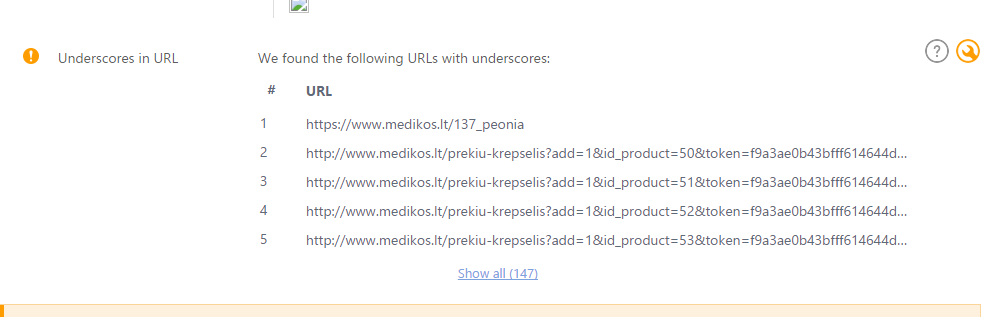 Underscores in URL
We found the following URLs with underscores:
# URL
1 https://www.medikos.lt/137_peonia
2 http://www.medikos.lt/prekiu-krepselis?add=1&id_product=50&token=f9a3ae0b43bfff614644d...
3 http://www.medikos.lt/prekiu-krepselis?add=1&id_product=51&token=f9a3ae0b43bfff614644d...
4 http://www.medikos.lt/prekiu-krepselis?add=1&id_product=52&token=f9a3ae0b43bfff614644d...
5 http://www.medikos.lt/prekiu-krepselis?add=1&id_product=53&token=f9a3ae0b43bfff614644d...
Show all (147)